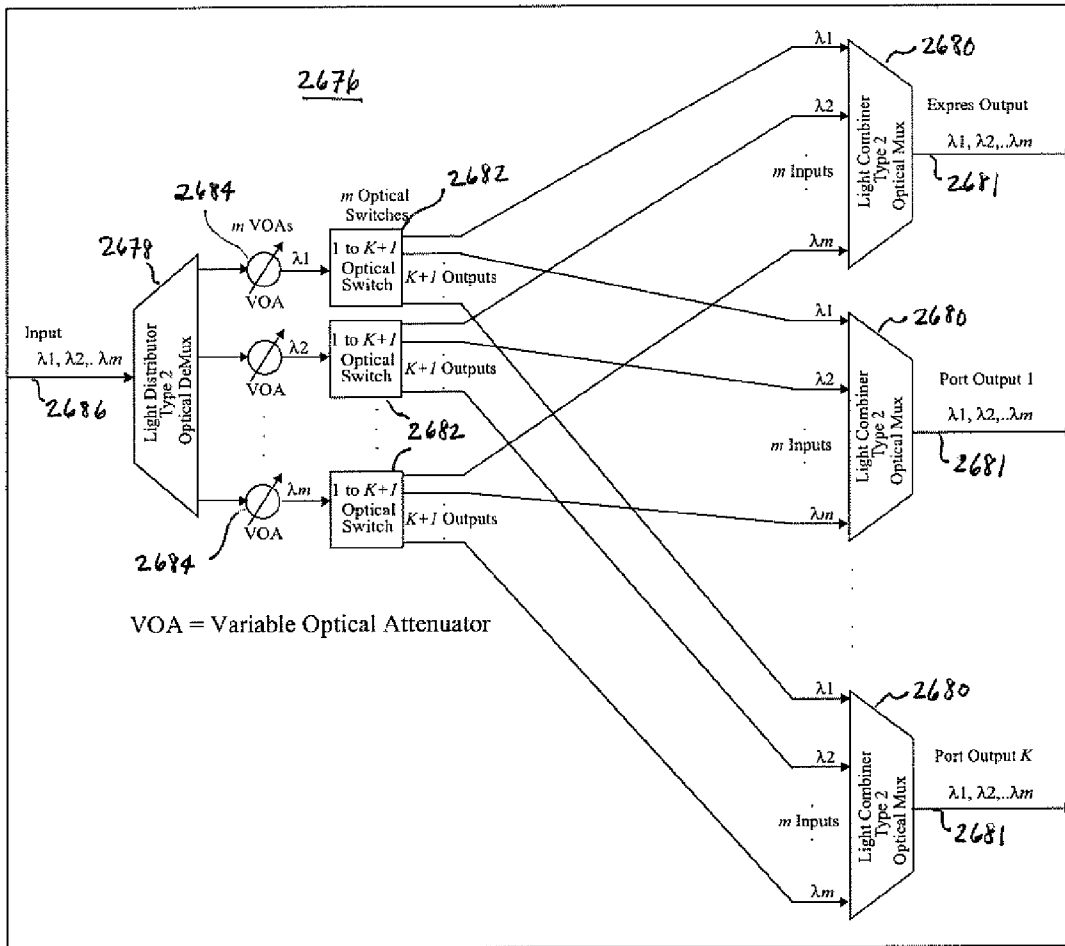 2676
2684
m VOAs
2678
Input
λ1, λ2,.. λm
2686
Light Distributor
Type 2
Optical DeMux
λ1
VOA
λ2
VOA
λm
VOA
2684
m Optical
Switches
2682
1 to K+1
Optical
Switch
K+1 Outputs
1 to K+1
Optical
Switch
K+1 Outputs
2682
1 to K+1
Optical
Switch
K+1 Outputs
VOA = Variable Optical Attenuator
λ1
λ2
m Inputs
λm
Light Combiner
Type 2
Optical Mux
2680
Expres Output
λ1, λ2,..λm
2681
λ1
λ2
m Inputs
λm
Light Combiner
Type 2
Optical Mux
2680
Port Output 1
λ1, λ2,..λm
2681
λ1
λ2
m Inputs
λm
Light Combiner
Type 2
Optical Mux
2680
Port Output K
λ1, λ2,..λm
2681